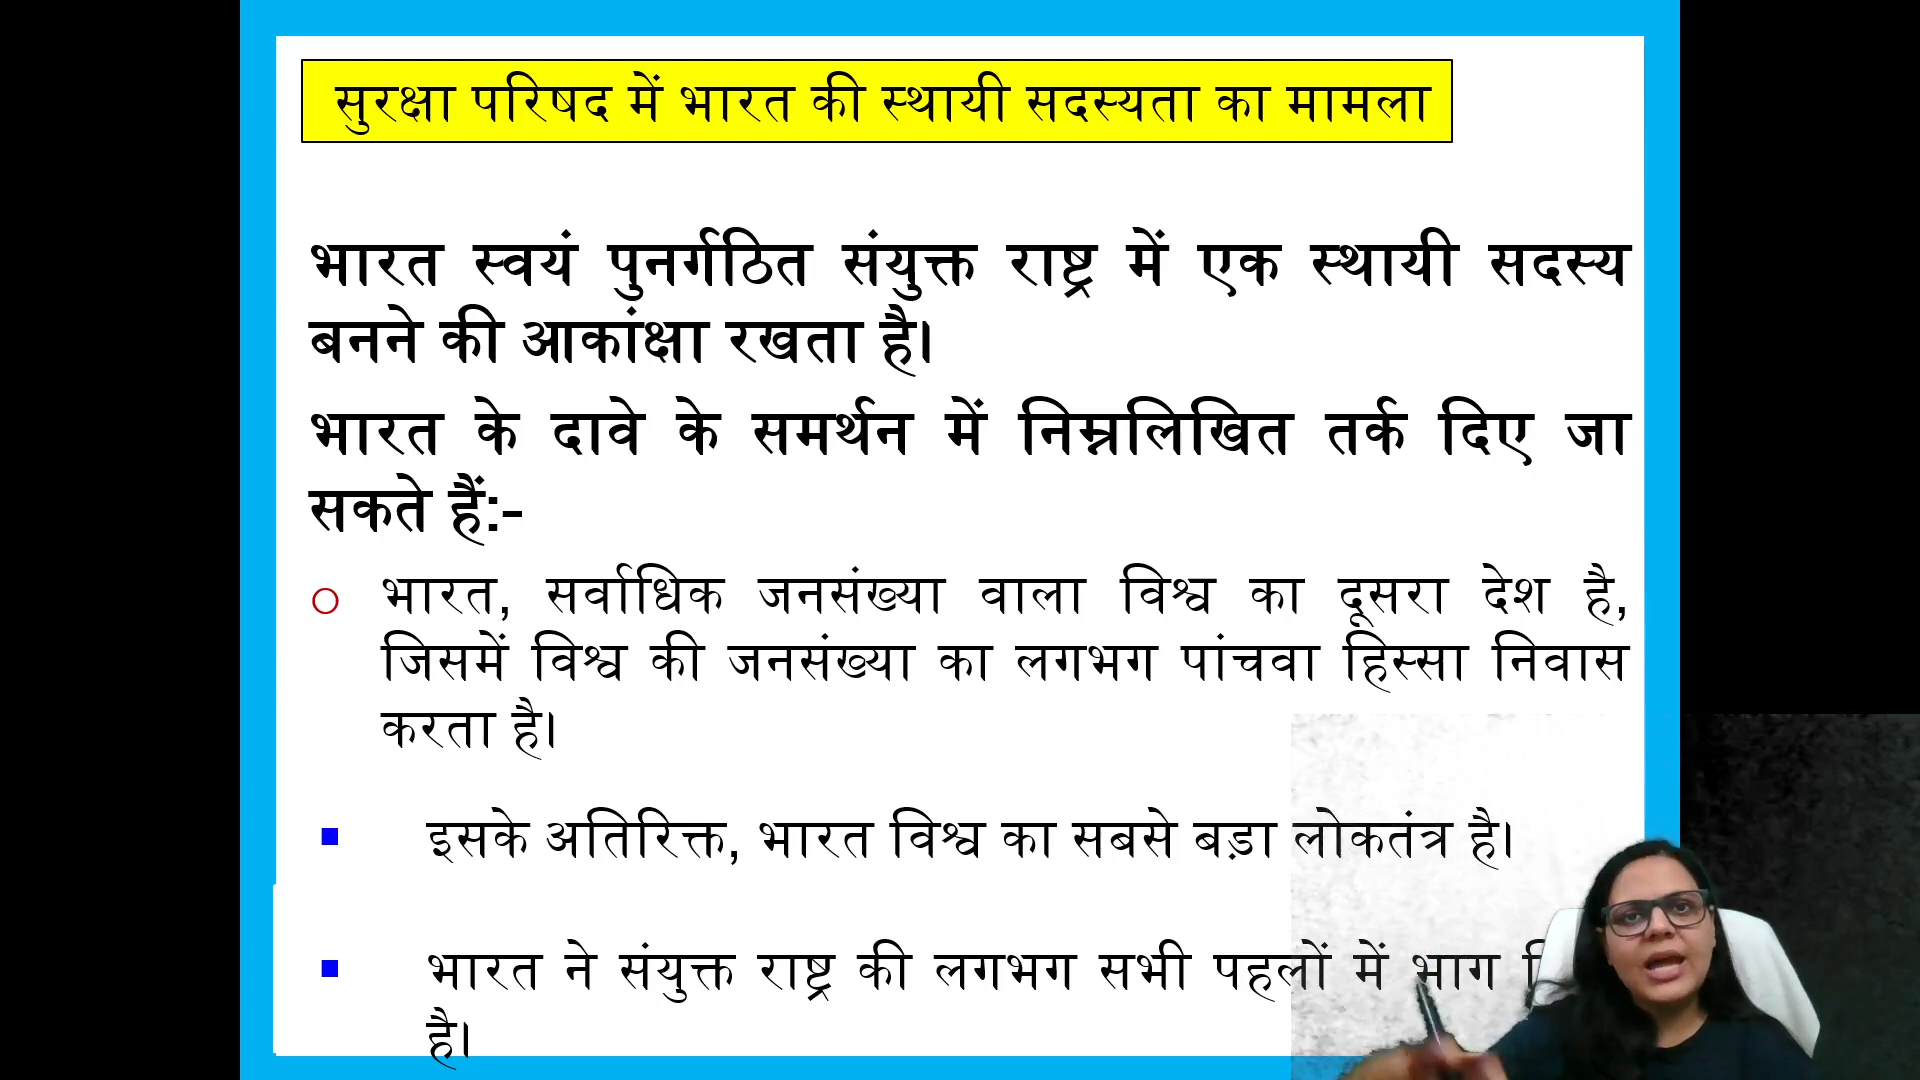 सुरक्षा परिषद में भारत की स्थायी सदस्यता का मामला
भारत स्वयं पुनर्गठित संयुक्त राष्ट्र में एक स्थायी सदस्य
बनने की आकांक्षा रखता है।
भारत के दावे के समर्थन में निम्नलिखित तर्क दिए जा
सकते हैं:-
भारत, सर्वाधिक जनसंख्या वाला विश्व का दूसरा देश है,
जिसमें विश्व की जनसंख्या का लगभग पांचवा हिस्सा निवास
करता है।
इसके अतिरिक्त, भारत विश्व का सबसे बड़ा लोकतंत्र है।
भारत ने संयुक्त राष्ट्र की लगभग सभी पहलों में भाग
है।